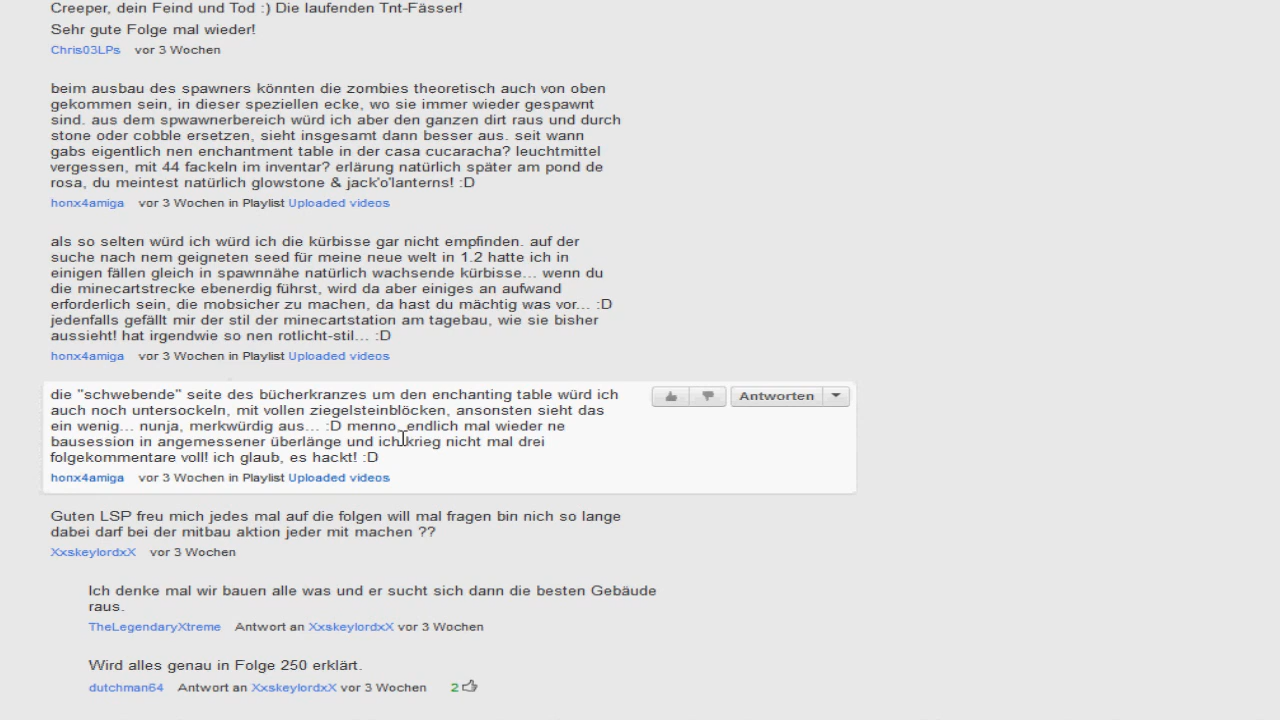 Creeper, dein Feind und Tod :) Die laufenden Tnt-Fässer!
Sehr gute Folge mal wieder!
Chris03LPs vor 3 Wochen
beim ausbau des spawners könnten die zombies theoretisch auch von oben
gekommen sein, in dieser speziellen ecke, wo sie immer wieder gespawnt
sind. aus dem spwawnerbereich würd ich aber den ganzen dirt raus und durch
stone oder cobble ersetzen, sieht insgesamt dann besser aus. seit wann
gabs eigentlich nen enchantment table in der casa cucaracha? leuchtmittel
vergessen, mit 44 fackeln im inventar? erlärung natürlich später am pond de
rosa, du meintest natürlich glowstone & jack'o'lanterns! :D
honx4amiga vor 3 Wochen in Playlist Uploaded videos
als so selten würd ich würd ich die kürbisse gar nicht empfinden. auf der
suche nach nem geigneten seed für meine neue welt in 1.2 hatte ich in
einigen fällen gleich in spawnnähe natürlich wachsende kürbisse... wenn du
die minecartstrecke ebenerdig führst, wird da aber einiges an aufwand
erforderlich sein, die mobsicher zu machen, da hast du mächtig was vor... :D
jedenfalls gefällt mir der stil der minecartstation am tagebau, wie sie bisher
aussieht! hat irgendwie so nen rotlicht-stil... :D
honx4amiga vor 3 Wochen in Playlist Uploaded videos
die "schwebende" seite des bücherkranzes um den enchanting table würd ich
auch noch untersockeln, mit vollen ziegelsteinblöcken, ansonsten sieht das
ein wenig... nunja, merkwürdig aus... :D menno, endlich mal wieder ne
bausession in angemessener überlänge und ich krieg nicht mal drei
folgekommentare voll! ich glaub, es hackt! :D
Antworten
honx4amiga vor 3 Wochen in Playlist Uploaded videos
Guten LSP freu mich jedes mal auf die folgen will mal fragen bin nich so lange
dabei darf bei der mitbau aktion jeder mit machen ??
XxskeylordxX vor 3 Wochen
Ich denke mal wir bauen alle was und er sucht sich dann die besten Gebäude
raus.
TheLegendaryXtreme Antwort an XxskeylordxX vor 3 Wochen
Wird alles genau in Folge 250 erklärt.
dutchman64 Antwort an XxskeylordxX vor 3 Wochen 2